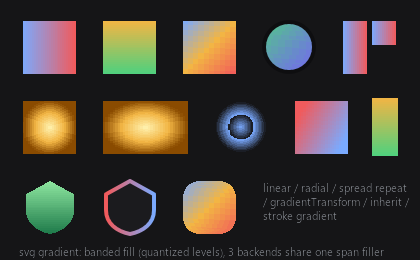 linear / radial / spread repeat
/ gradientTransform / inherit /
stroke gradient
svg gradient: banded fill (quantized levels), 3 backends share one span filler